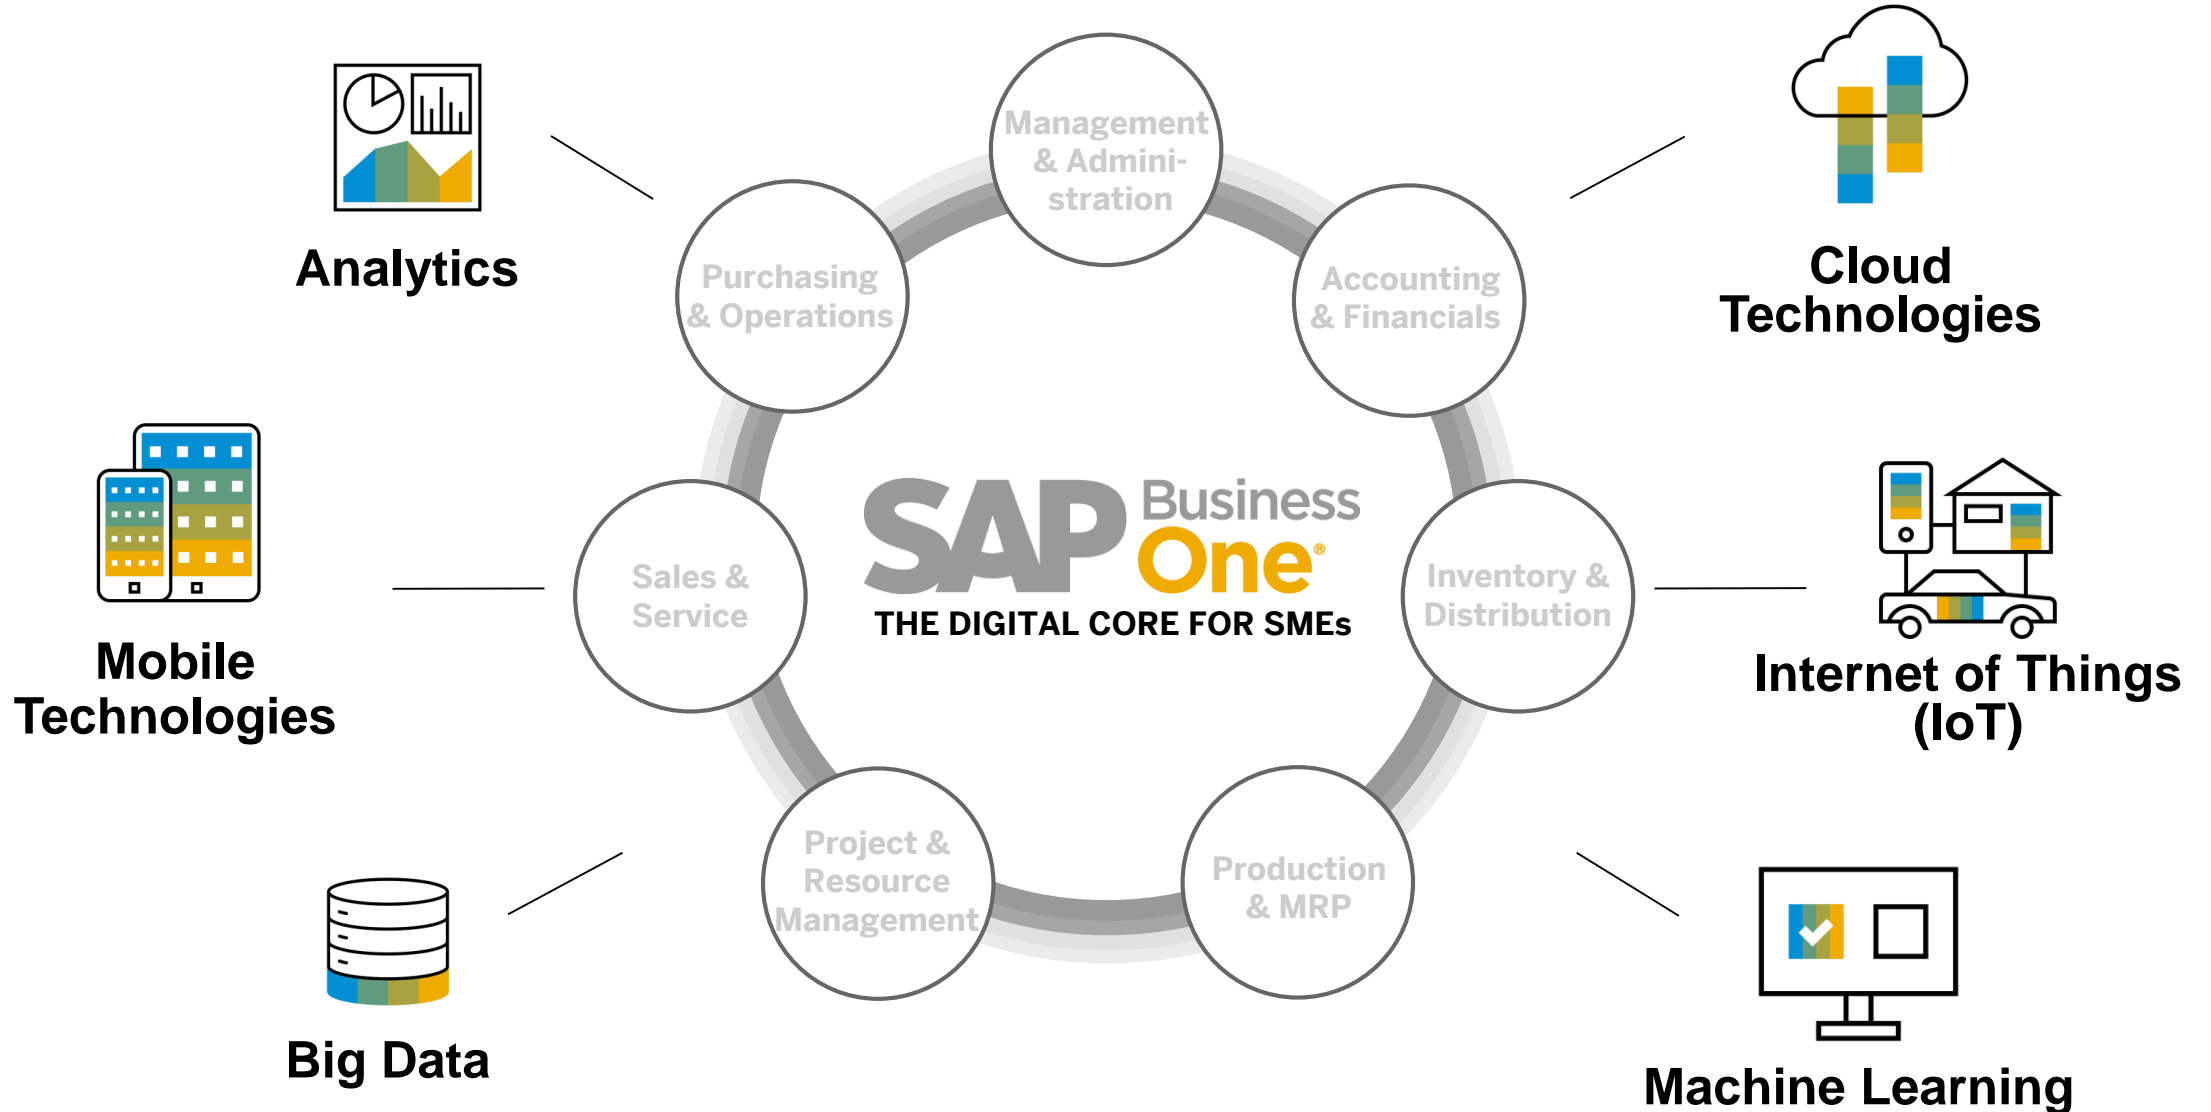 Management
& Admini-
stration
Analytics
Purchasing
& Operations
Accounting
& Financials
Cloud
Technologies
SAP Business
One®
THE DIGITAL CORE FOR SMEs
Sales &
Service
Inventory &
Distribution
Mobile
Technologies
Internet of Things
(IoT)
Project &
Resource
Management
Production
& MRP
Big Data
Machine Learning